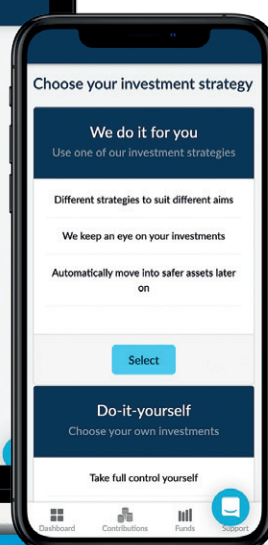 Choose your investment strategy
We do it for you
Use one of our investment strategies
Different strategies to suit different aims
We keep an eye on your investments
Automatically move into safer assets later
on
Select
Do-it-yourself
Choose your own investments
Take full control yourself
Dashboard Contributions Funds Support